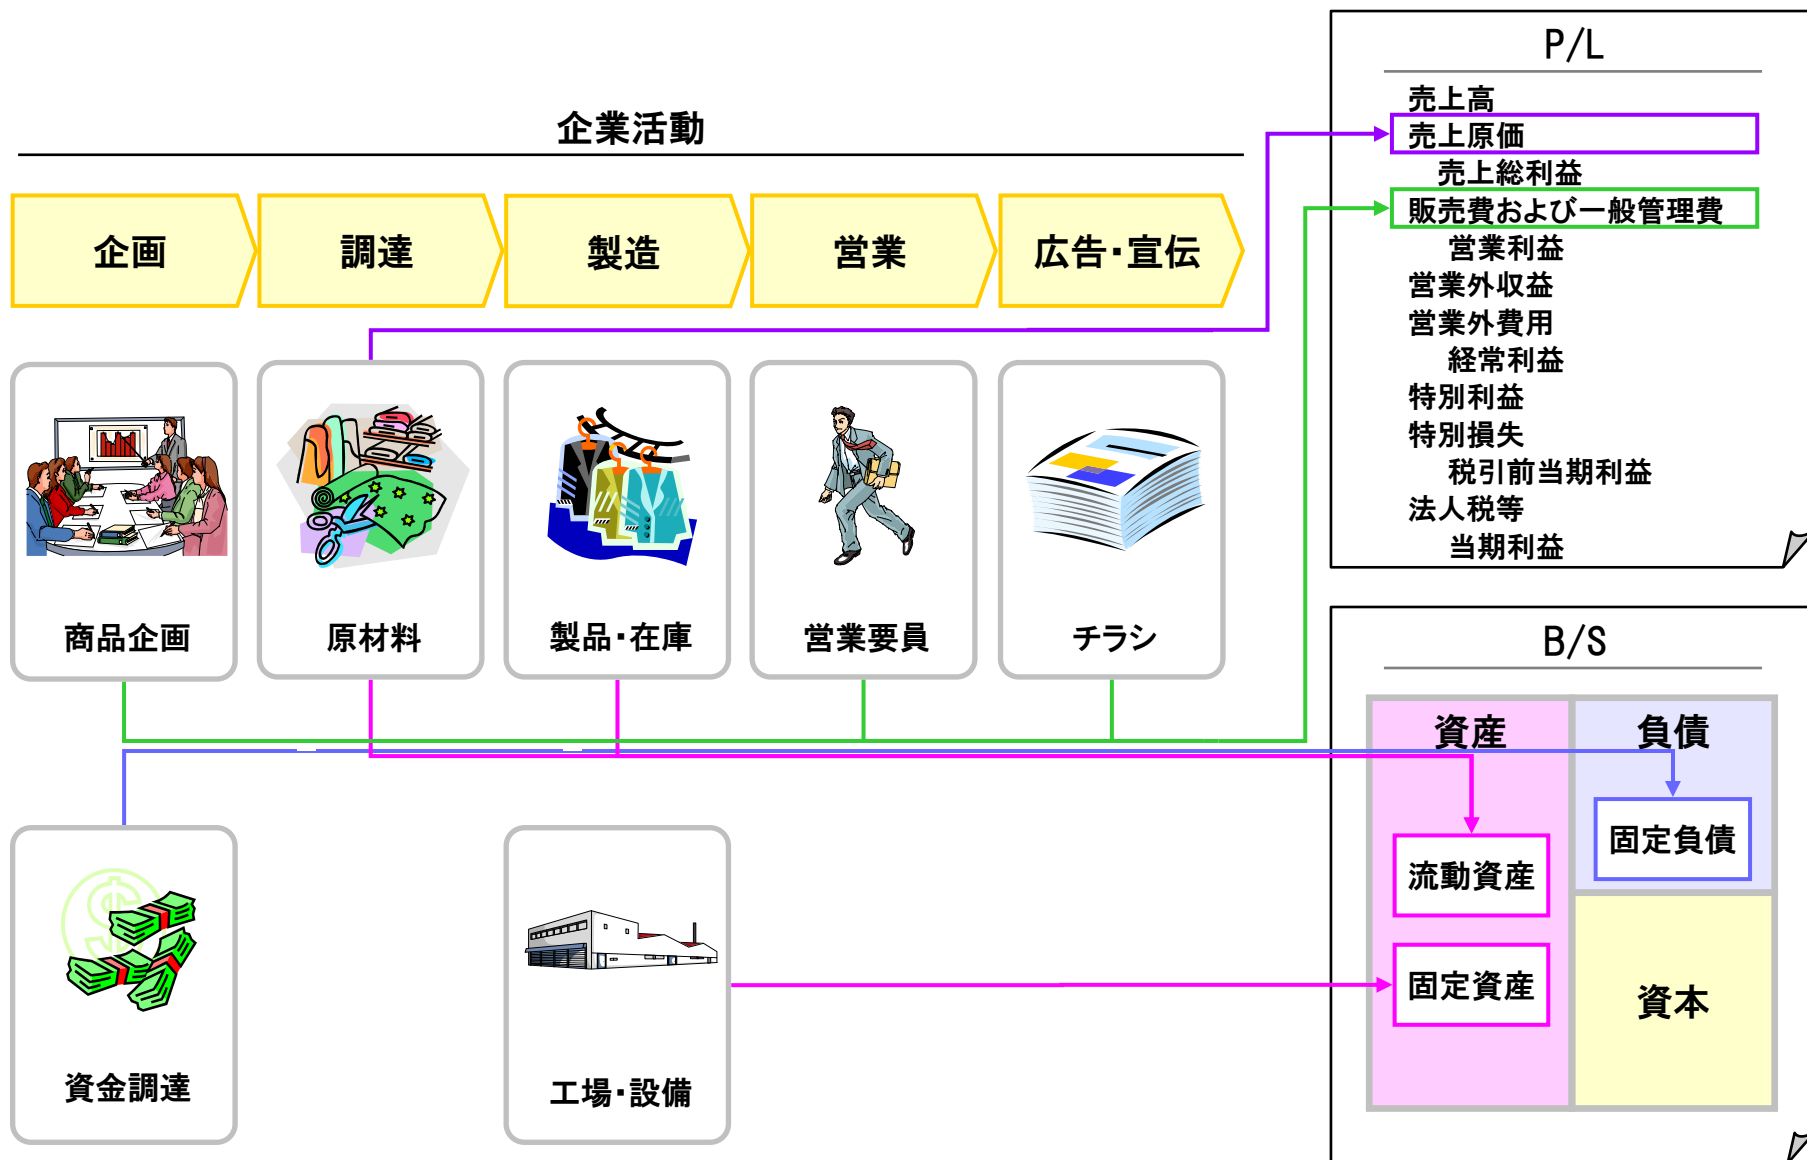 企業活動
企画
調達
製造
営業
広告・宣伝
商品企画
原材料
製品・在庫
営業要員
チラシ
資金調達
工場・設備
P/L
売上高
売上原価
売上総利益
販売費および一般管理費
営業利益
営業外収益
営業外費用
経常利益
特別利益
特別損失
税引前当期利益
法人税等
当期利益
B/S
資産
負債
流動資産
固定負債
固定資産
資本